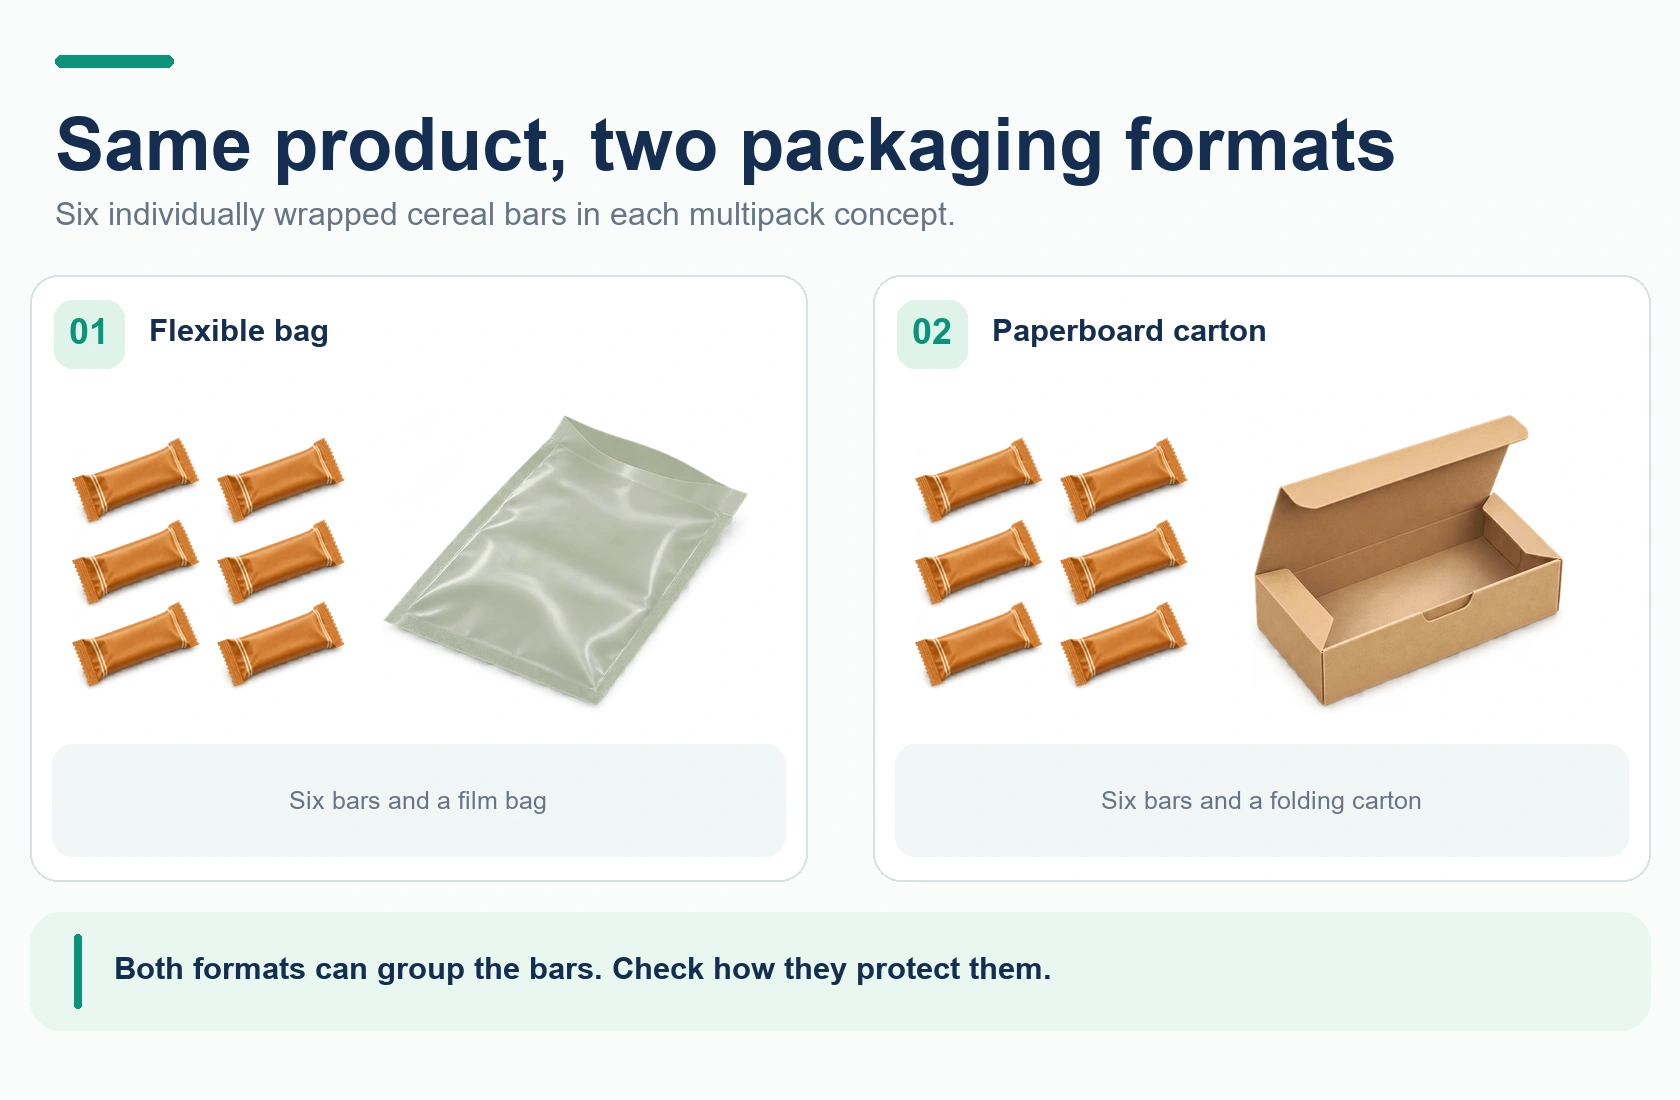 Same product, two packaging formats
Six individually wrapped cereal bars in each multipack concept.
01
Flexible bag
Six bars and a film bag
02
Paperboard carton
Six bars and a folding carton
Both formats can group the bars. Check how they protect them.